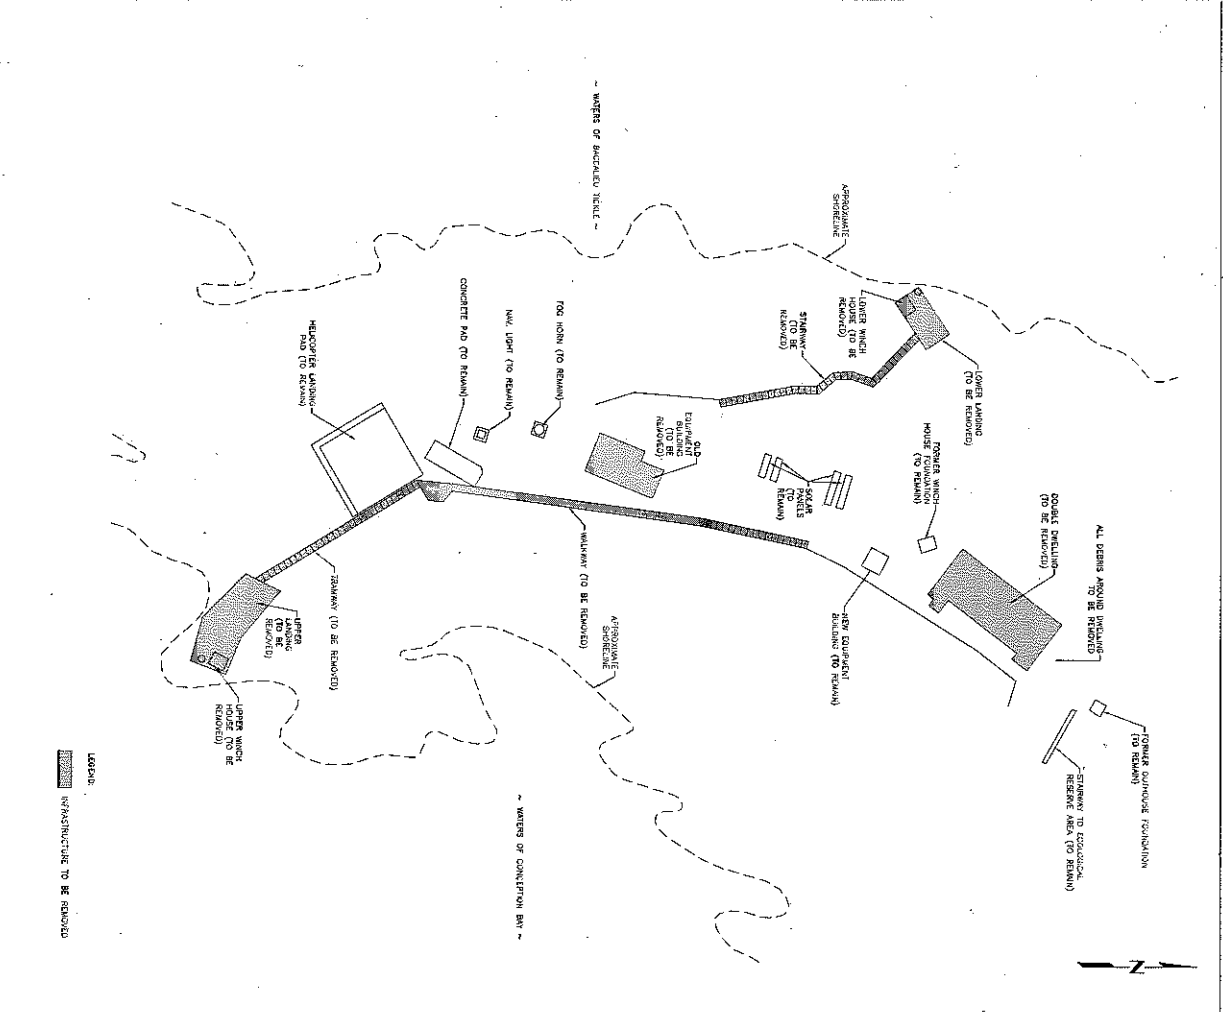 ~ WATERS OF BACCALIEU TICKLE ~
APPROXIMATE
SHORELINE
LOWER WINCH
HOUSE (TO BE
REMOVED)
STAIRWAY
(TO BE
REMOVED)
LOWER LANDING
(TO BE REMOVED)
CONCRETE PAD (TO REMAIN)
NAV. LIGHT (TO REMAIN)
FOG HORN (TO REMAIN)
HELICOPTER LANDING
PAD (TO REMAIN)
OLD
EQUIPMENT
BUILDING
(TO BE
REMOVED)
SOLAR
PANELS
(TO
REMAIN)
FORMER WINCH
HOUSE FOUNDATION
(TO REMAIN)
DOUBLE DWELLING
(TO BE REMOVED)
ALL DEBRIS AROUND DWELLING
TO BE REMOVED
WALKWAY (TO BE REMOVED)
TRAMWAY (TO BE REMOVED)
UPPER
LANDING
(TO BE
REMOVED)
APPROXIMATE
SHORELINE
NEW EQUIPMENT
BUILDING (TO REMAIN)
UPPER WINCH
HOUSE (TO BE
REMOVED)
FORMER OUTHOUSE FOUNDATION
(TO REMAIN)
STAIRWAY TO ECOLOGICAL
RESERVE AREA (TO REMAIN)
~ WATERS OF CONCEPTION BAY ~
LEGEND:
INFRASTRUCTURE TO BE REMOVED
N